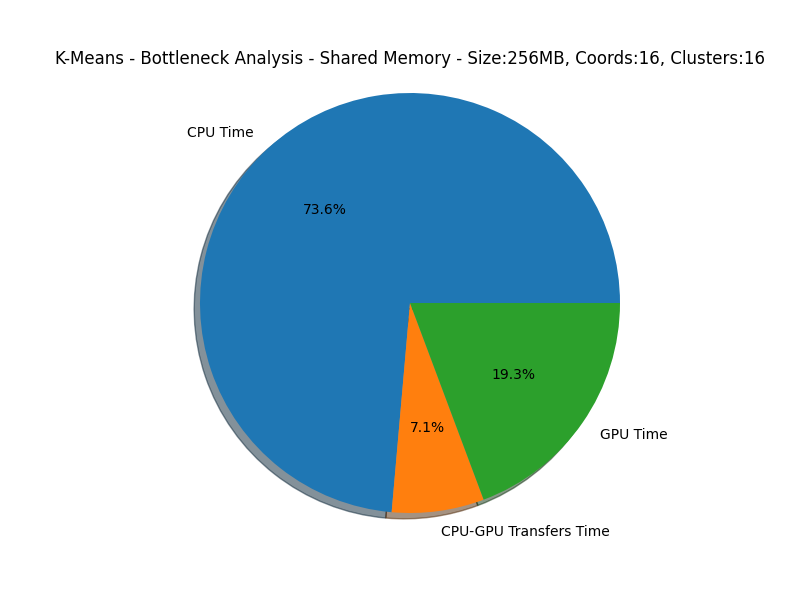 K-Means - Bottleneck Analysis - Shared Memory - Size:256MB, Coords:16, Clusters:16
CPU Time
73.6%
19.3%
7.1%
GPU Time
CPU-GPU Transfers Time